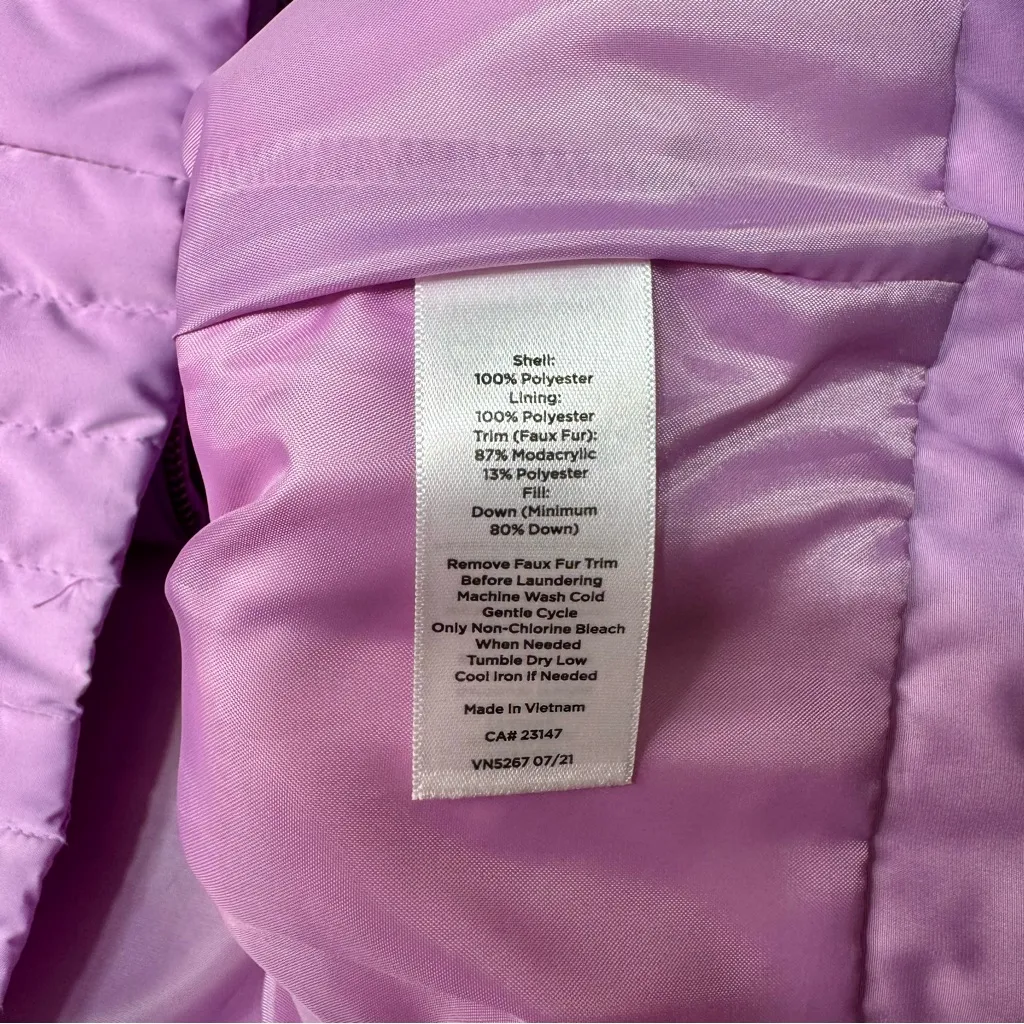 Shell:
100% Polyester
Lining:
100% Polyester
Trim (Faux Fur):
87% Modacrylic
13% Polyester
Fill:
Down (Minimum
80% Down)
Remove Faux Fur Trim
Before Laundering
Machine Wash Cold
Gentle Cycle
Only Non-Chlorine Bleach
When Needed
Tumble Dry Low
Cool Iron If Needed
Made In Vietnam
CA# 23147
VN5267 07/21